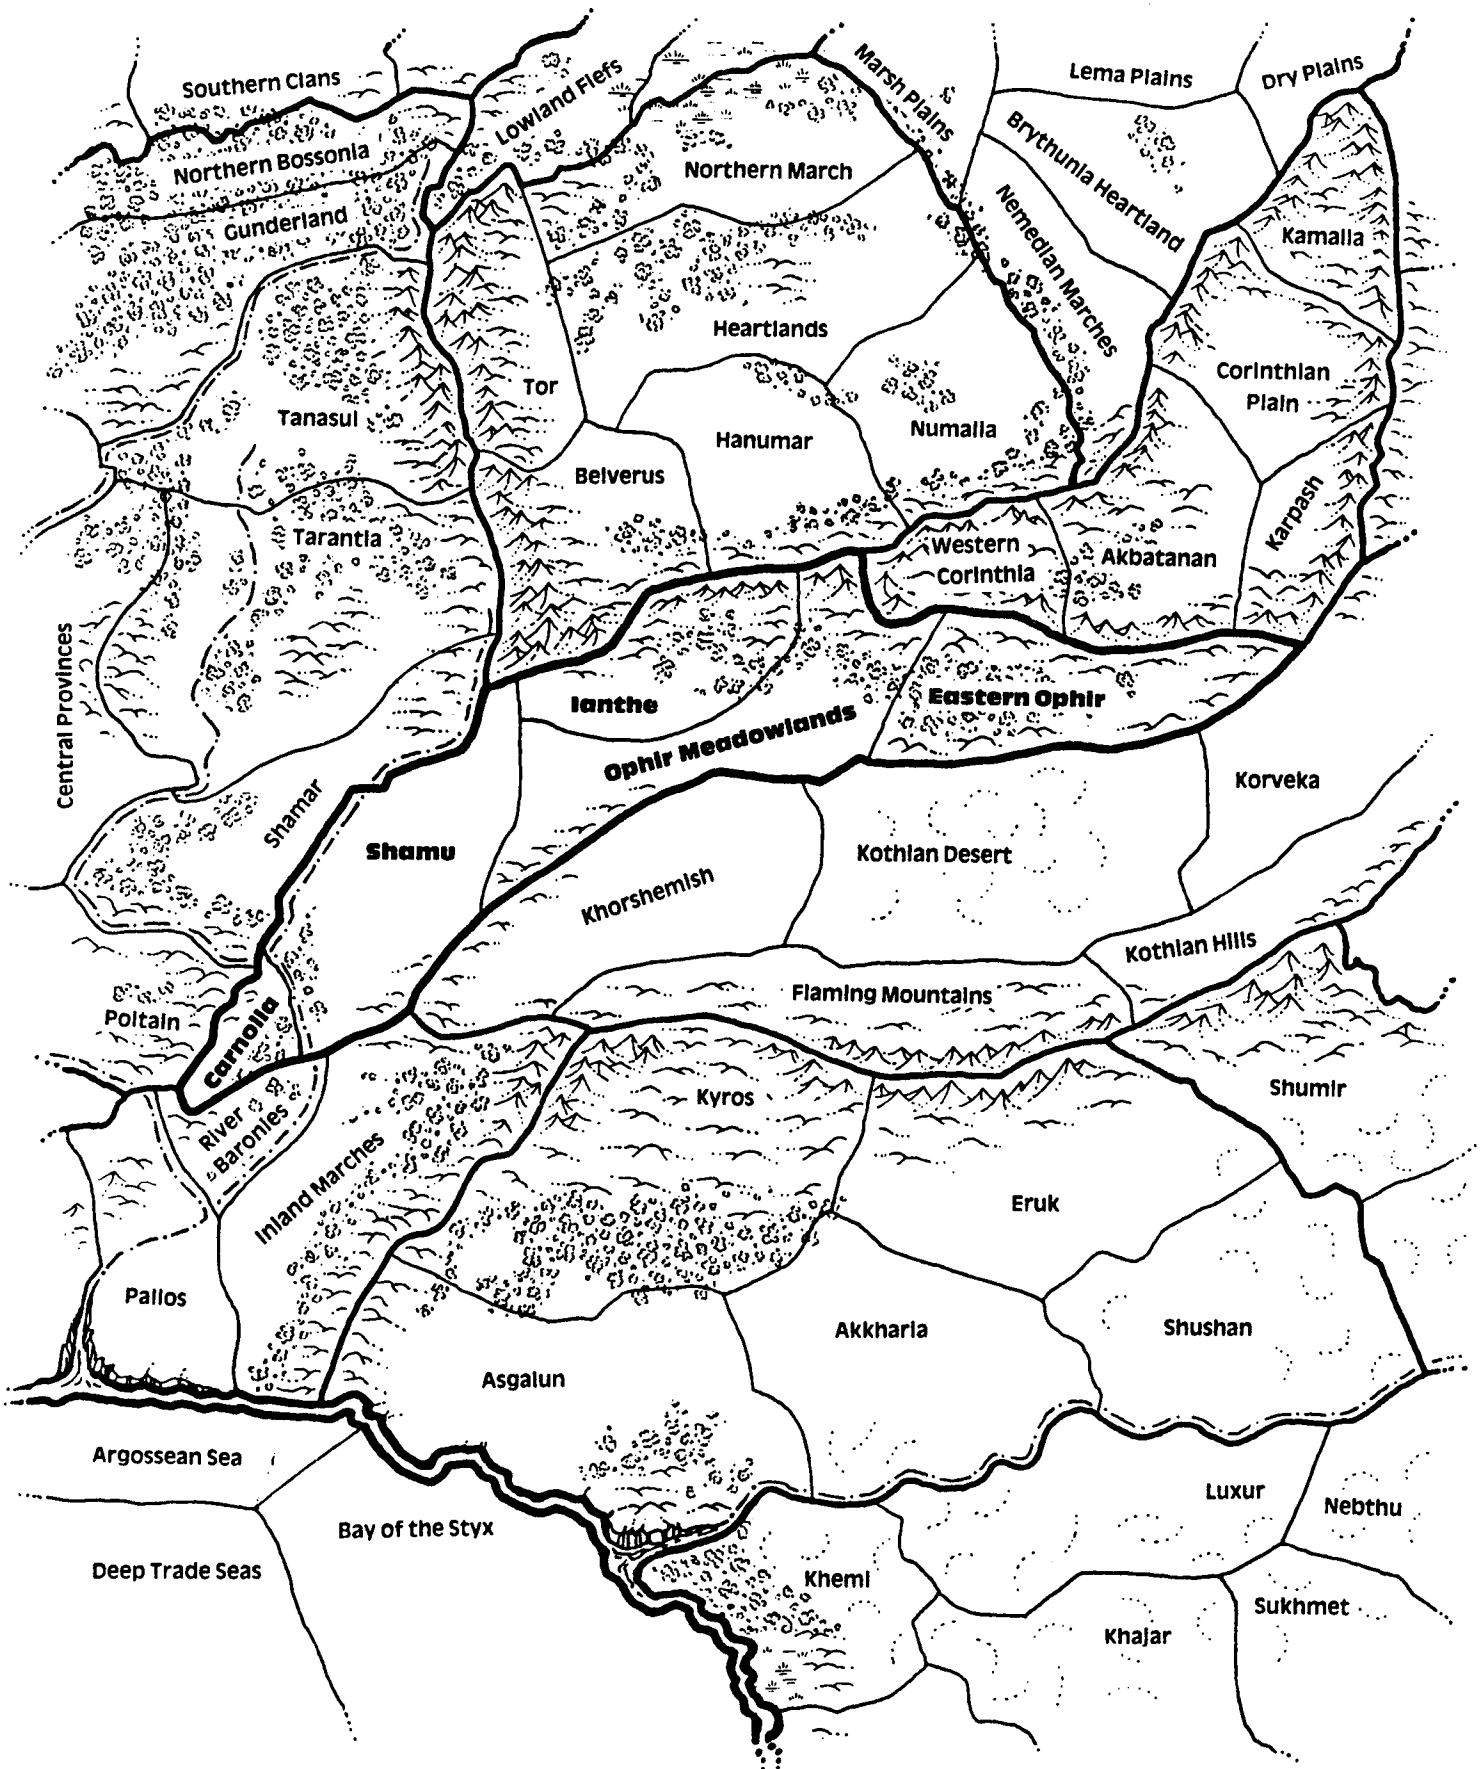 Southern Clans
Lowland Fiefs
Marsh Plains
Lema Plains
Dry Plains
Northern Bossonia
Northern March
Brythunia Heartland
Gunderland
Nemedian Marches
Kamalla
Heartlands
Tor
Corinthian
Plain
Tanasul
Hanumar
Numalia
Belverus
Karpash
Tarantia
Western
Corinthia
Akbatanan
Central Provinces
Ianthe
Eastern Ophir
Ophir Meadowlands
Korveka
Shamar
Shamu
Kothian Desert
Khorshemish
Kothian Hills
Flaming Mountains
Poitain
Carnolia
Kyros
Shumir
River
Baronies
Inland Marches
Eruk
Pallos
Akkharia
Shushan
Asgalun
Argossean Sea
Luxur
Nebthu
Bay of the Styx
Deep Trade Seas
Khemi
Sukhmet
Khajar